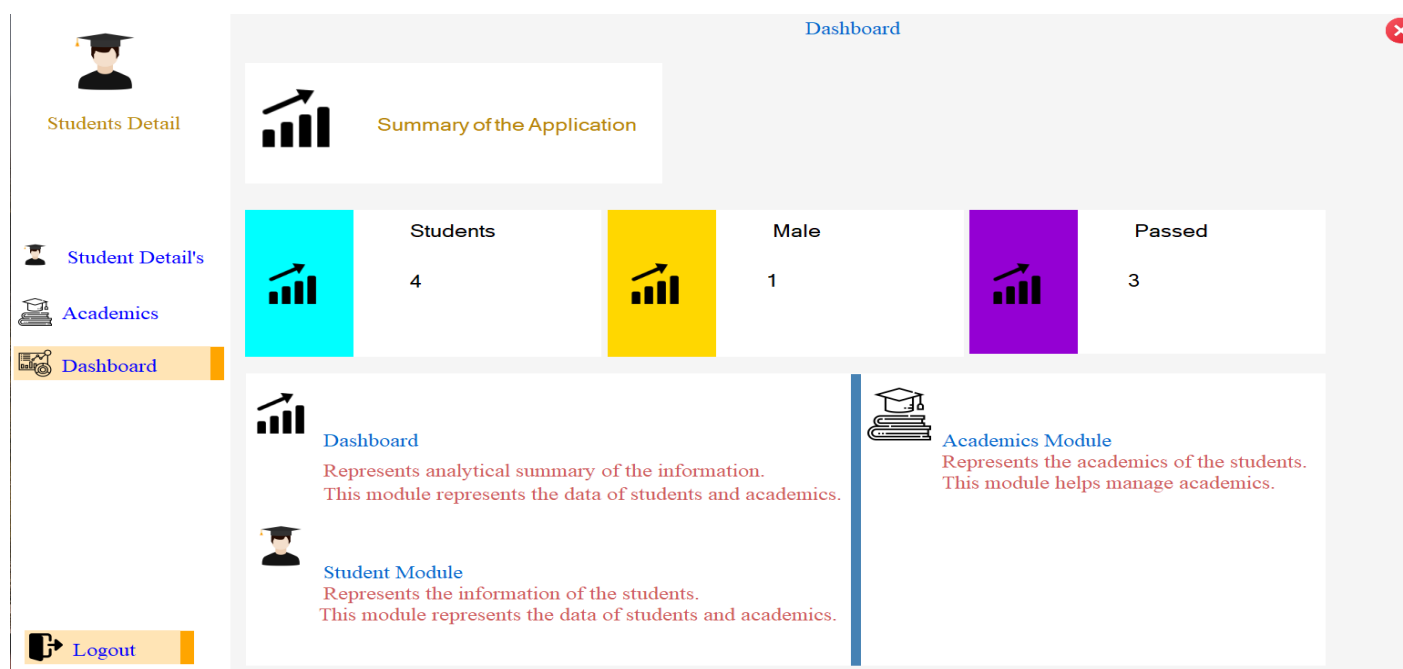 Dashboard
Students Detail
Summary of the Application
Student Detail's
Academics
Dashboard
Logout
Students
4
Male
1
Passed
3
Dashboard
Represents analytical summary of the information.
This module represents the data of students and academics.
Student Module
Represents the information of the students.
This module represents the data of students and academics.
Academics Module
Represents the academics of the students.
This module helps manage academics.